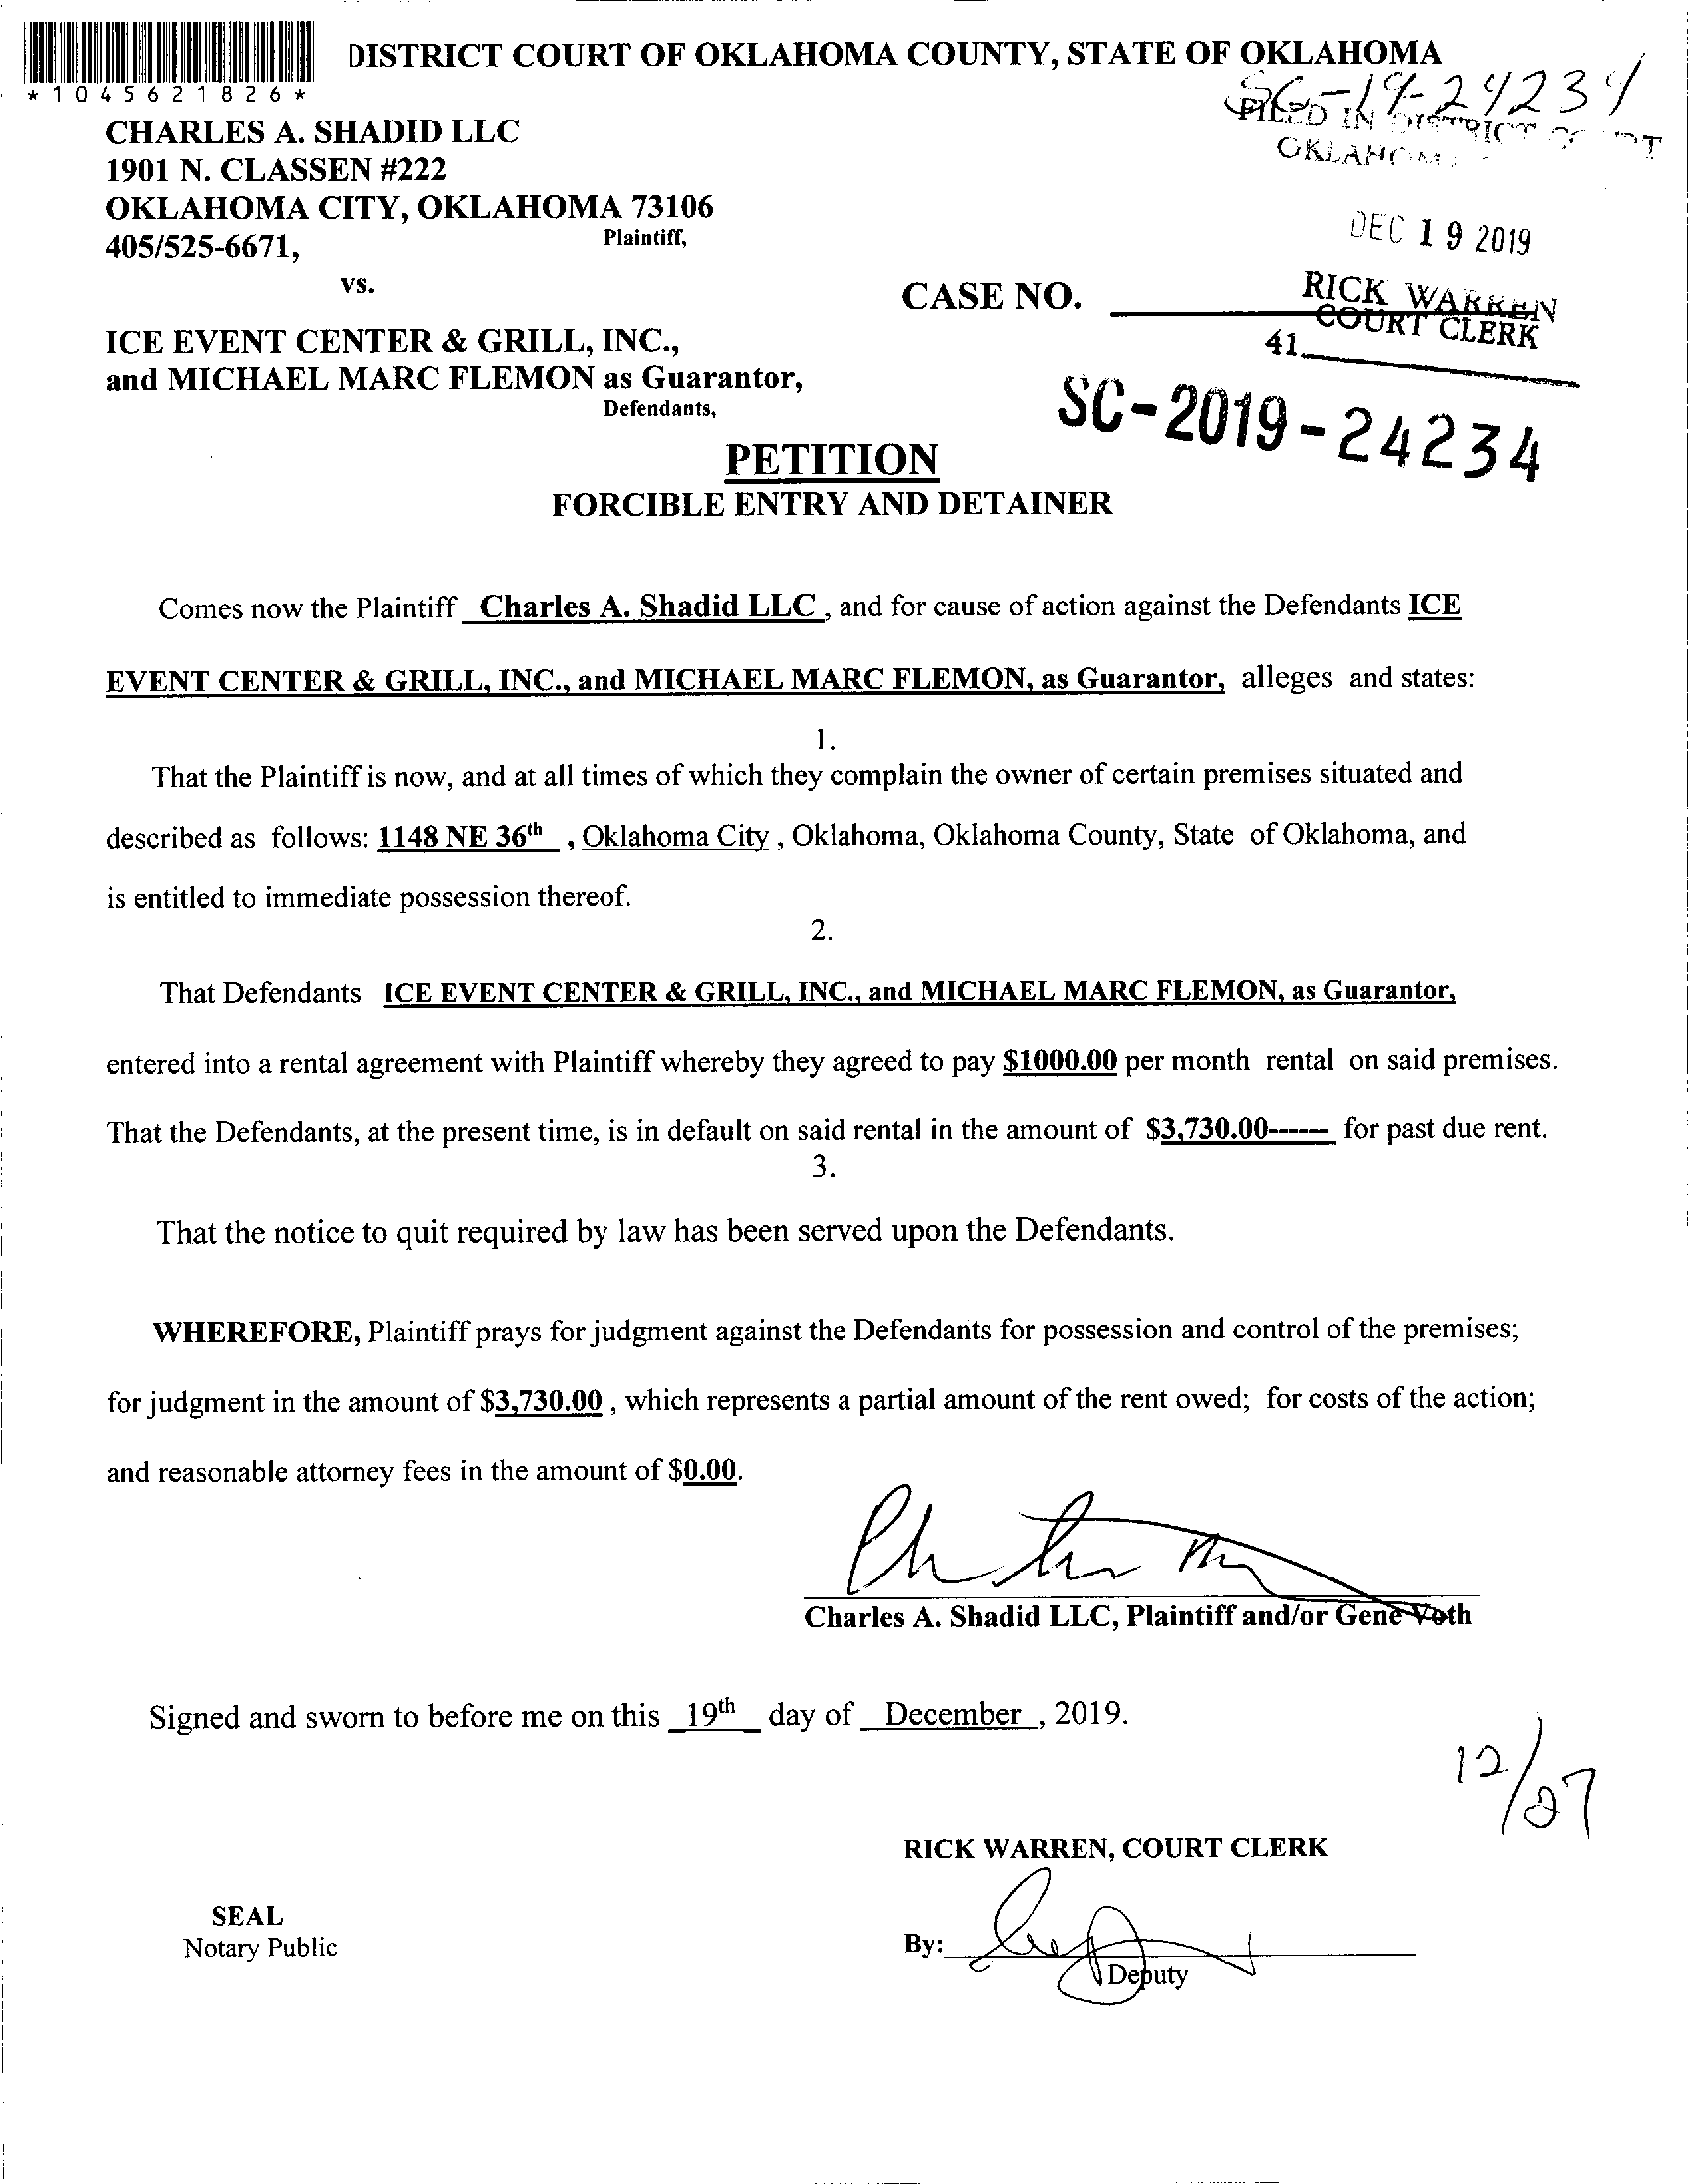 DISTRICT COURT OF OKLAHOMA COUNTY, STATE OF OKLAHOMA
*1045621826*
SC-19-24234
FILED IN DISTRICT
OKLAHOMA
CHARLES A. SHADID LLC
1901 N. CLASSEN #222
OKLAHOMA CITY, OKLAHOMA 73106
405/525-6671,
Plaintiff,
DEC 19 2019
vs.
CASE NO.
RICK WARREN
COURT CLERK
41
ICE EVENT CENTER & GRILL, INC.,
and MICHAEL MARC FLEMON as Guarantor,
Defendants,
SC-2019-24234
PETITION
FORCIBLE ENTRY AND DETAINER
Comes now the Plaintiff Charles A. Shadid LLC , and for cause of action against the Defendants ICE
EVENT CENTER & GRILL, INC., and MICHAEL MARC FLEMON, as Guarantor, alleges and states:
1.
That the Plaintiff is now, and at all times of which they complain the owner of certain premises situated and
described as follows: 1148 NE 36th , Oklahoma City , Oklahoma, Oklahoma County, State of Oklahoma, and
is entitled to immediate possession thereof.
2.
That Defendants ICE EVENT CENTER & GRILL, INC., and MICHAEL MARC FLEMON, as Guarantor,
entered into a rental agreement with Plaintiff whereby they agreed to pay $1000.00 per month rental on said premises.
That the Defendants, at the present time, is in default on said rental in the amount of $3,730.00------ for past due rent.
3.
That the notice to quit required by law has been served upon the Defendants.
WHEREFORE, Plaintiff prays for judgment against the Defendants for possession and control of the premises;
for judgment in the amount of $3,730.00 , which represents a partial amount of the rent owed; for costs of the action;
and reasonable attorney fees in the amount of $0.00.
Charles A. Shadid LLC, Plaintiff and/or Gene Voth
Signed and sworn to before me on this 19th day of December , 2019.
12/27
RICK WARREN, COURT CLERK
SEAL
Notary Public
By:
Deputy